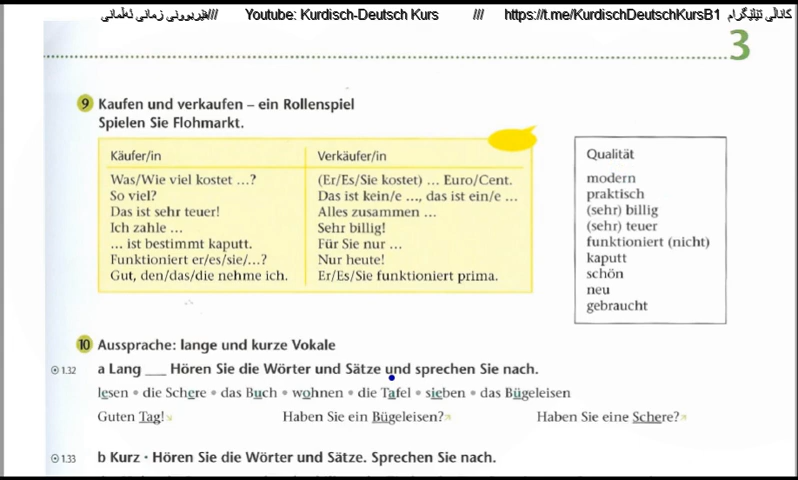 فێربوونی زمانی ئەڵمانی/// Youtube: Kurdisch-Deutsch Kurs /// https://t.me/KurdischDeutschKursB1 کاناڵی تێلێگرام
3
9 Kaufen und verkaufen – ein Rollenspiel
Spielen Sie Flohmarkt.
Käufer/in
Was/Wie viel kostet ...?
So viel?
Das ist sehr teuer!
Ich zahle ...
... ist bestimmt kaputt.
Funktioniert er/es/sie/...?
Gut, den/das/die nehme ich.
Verkäufer/in
(Er/Es/Sie kostet) ... Euro/Cent.
Das ist kein/e ..., das ist ein/e ...
Alles zusammen ...
Sehr billig!
Für Sie nur ...
Nur heute!
Er/Es/Sie funktioniert prima.
Qualität
modern
praktisch
(sehr) billig
(sehr) teuer
funktioniert (nicht)
kaputt
schön
neu
gebraucht
10 Aussprache: lange und kurze Vokale
1.32 a Lang ___ Hören Sie die Wörter und Sätze und sprechen Sie nach.
lesen • die Schere • das Buch • wohnen • die Tafel • sieben • das Bügeleisen
Guten Tag!↘ Haben Sie ein Bügeleisen?↗ Haben Sie eine Schere?↗
1.33 b Kurz • Hören Sie die Wörter und Sätze. Sprechen Sie nach.